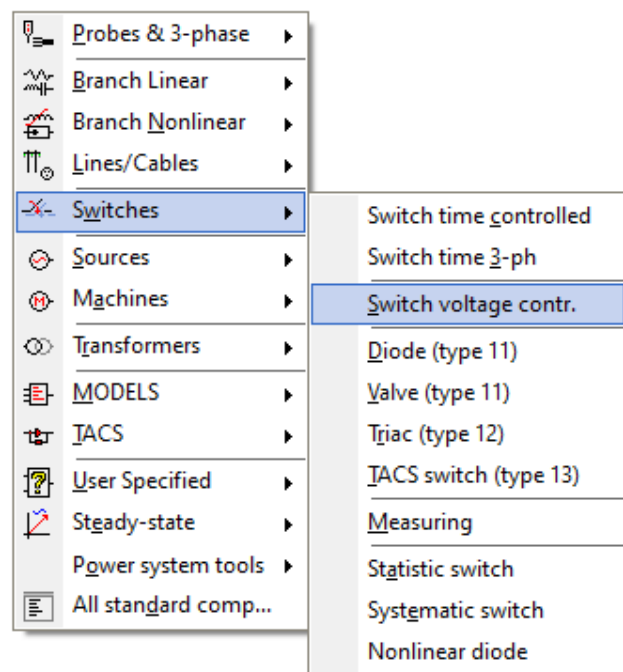 Probes & 3-phase
Branch Linear
Branch Nonlinear
Lines/Cables
Switches
Sources
Machines
Transformers
MODELS
TACS
User Specified
Steady-state
Power system tools
All standard comp...
Switch time controlled
Switch time 3-ph
Switch voltage contr.
Diode (type 11)
Valve (type 11)
Triac (type 12)
TACS switch (type 13)
Measuring
Statistic switch
Systematic switch
Nonlinear diode